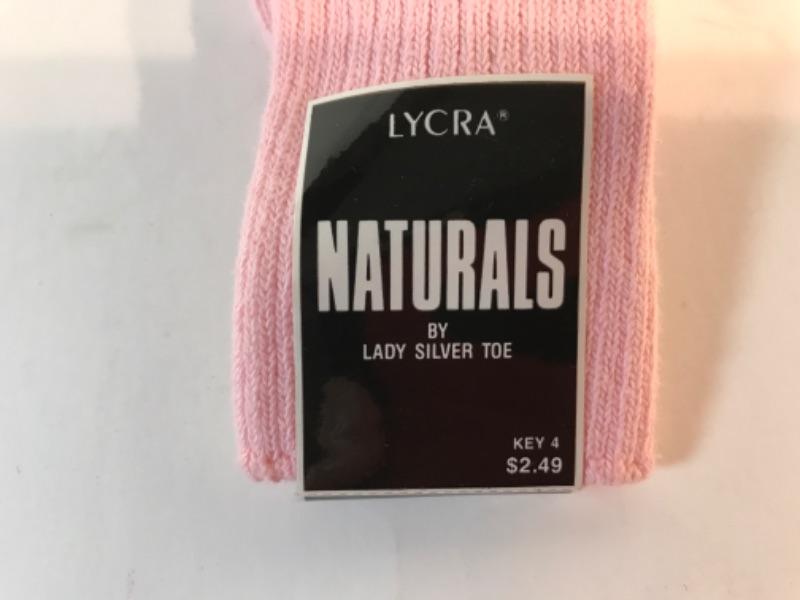 LYCRA®
NATURALS
BY
LADY SILVER TOE
KEY 4
$2.49